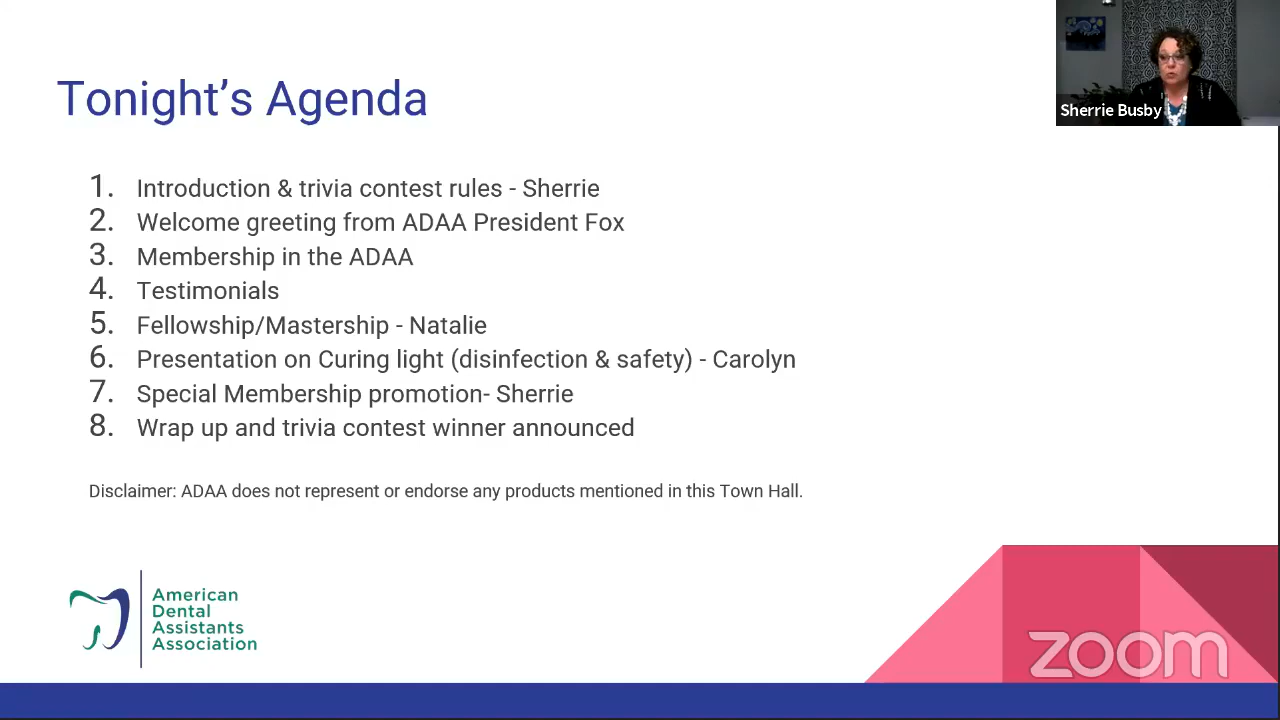 Tonight's Agenda
1. Introduction & trivia contest rules - Sherrie
2. Welcome greeting from ADAA President Fox
3. Membership in the ADAA
4. Testimonials
5. Fellowship/Mastership - Natalie
6. Presentation on Curing light (disinfection & safety) - Carolyn
7. Special Membership promotion- Sherrie
8. Wrap up and trivia contest winner announced
Disclaimer: ADAA does not represent or endorse any products mentioned in this Town Hall.
American
Dental
Assistants
Association
Sherrie Busby
zoom